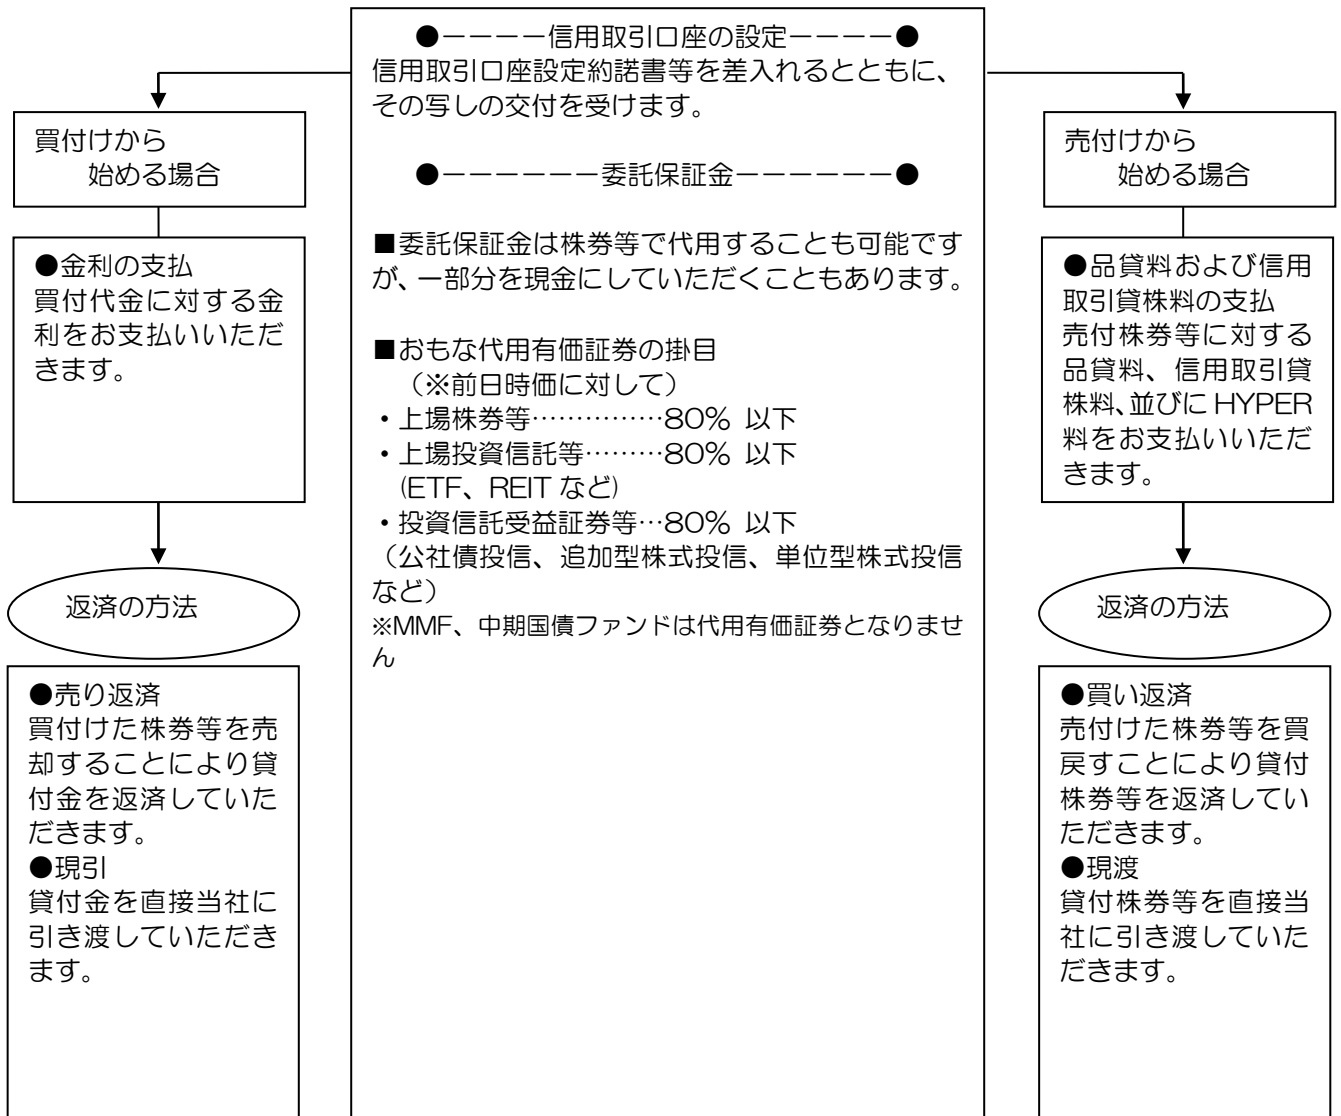 ●ーーーー信用取引口座の設定ーーーー●
信用取引口座設定約諾書等を差入れるとともに、
その写しの交付を受けます。
●ーーーーーー委託保証金ーーーーーー●
■委託保証金は株券等で代用することも可能です
が、一部分を現金にしていただくこともあります。
■おもな代用有価証券の掛目
（※前日時価に対して）
・上場株券等……………80% 以下
・上場投資信託等………80% 以下
(ETF、REIT など)
・投資信託受益証券等…80% 以下
（公社債投信、追加型株式投信、単位型株式投信
など）
※MMF、中期国債ファンドは代用有価証券となりませ
ん
買付けから
始める場合
●金利の支払
買付代金に対する金
利をお支払いいただ
きます。
返済の方法
●売り返済
買付けた株券等を売
却することにより貸
付金を返済していた
だきます。
●現引
貸付金を直接当社に
引き渡していただき
ます。
売付けから
始める場合
●品貸料および信用
取引貸株料の支払
売付株券等に対する
品貸料、信用取引貸
株料、並びに HYPER
料をお支払いいただ
きます。
返済の方法
●買い返済
売付けた株券等を買
戻すことにより貸付
株券等を返済してい
ただきます。
●現渡
貸付株券等を直接当
社に引き渡していた
だきます。